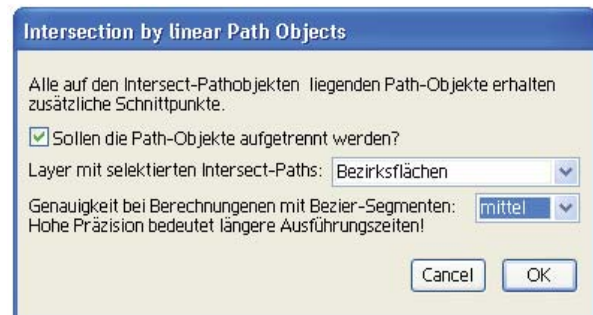 Intersection by linear Path Objects
Alle auf den Intersect-Pathobjekten liegenden Path-Objekte erhalten
zusätzliche Schnittpunkte.
Sollen die Path-Objekte aufgetrennt werden?
Layer mit selektierten Intersect-Paths: Bezirksflächen
Genauigkeit bei Berechnungenen mit Bezier-Segmenten: mittel
Hohe Präzision bedeutet längere Ausführungszeiten!
Cancel OK